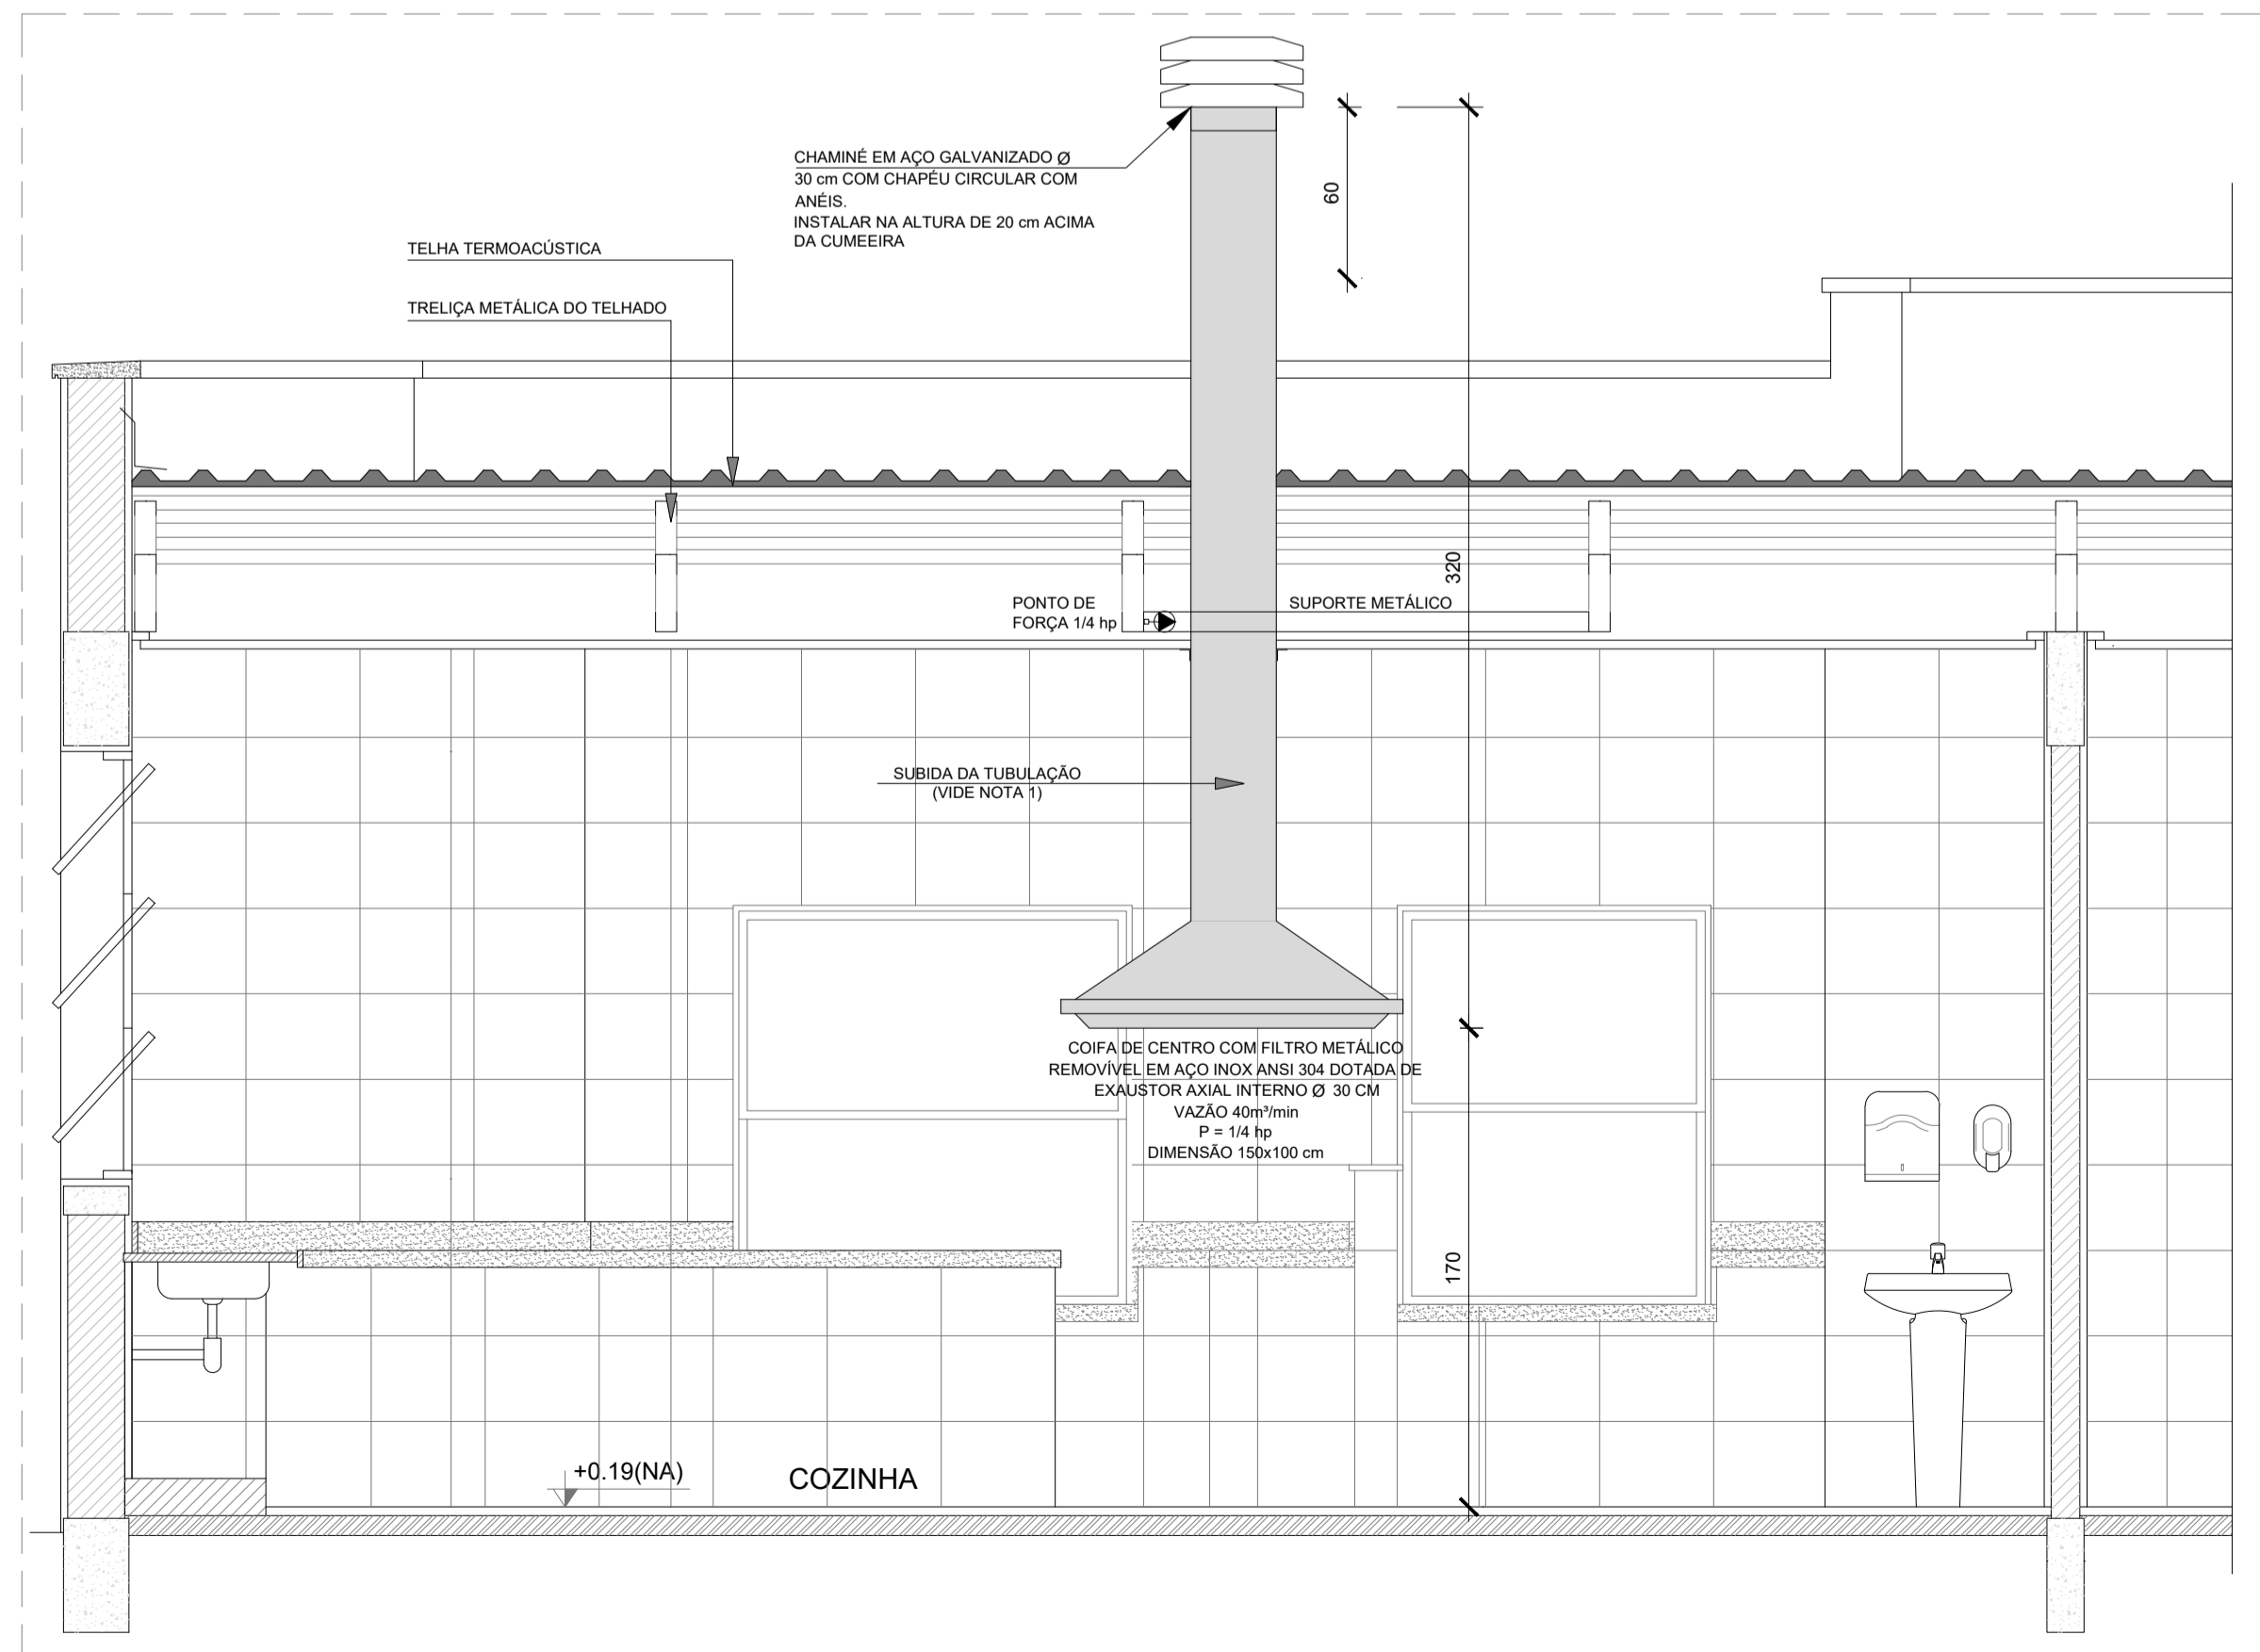 CHAMINÉ EM AÇO GALVANIZADO Ø
30 cm COM CHAPÉU CIRCULAR COM
ANÉIS.
INSTALAR NA ALTURA DE 20 cm ACIMA
DA CUMEEIRA
60
TELHA TERMOACÚSTICA
TRELIÇA METÁLICA DO TELHADO
320
PONTO DE
FORÇA 1/4 hp
SUPORTE METÁLICO
SUBIDA DA TUBULAÇÃO
(VIDE NOTA 1)
COIFA DE CENTRO COM FILTRO METÁLICO
REMOVÍVEL EM AÇO INOX ANSI 304 DOTADA DE
EXAUSTOR AXIAL INTERNO Ø 30 CM
VAZÃO 40m³/min
P = 1/4 hp
DIMENSÃO 150x100 cm
170
+0.19(NA)
COZINHA